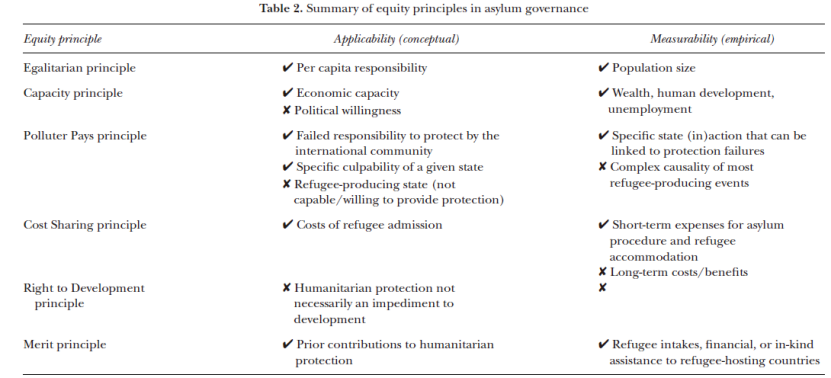 Table 2. Summary of equity principles in asylum governance
Equity principle Applicability (conceptual) Measurability (empirical)
Egalitarian principle ✔ Per capita responsibility ✔ Population size
Capacity principle ✔ Economic capacity ✔ Wealth, human development,
✘ Political willingness unemployment
Polluter Pays principle ✔ Failed responsibility to protect by the ✔ Specific state (in)action that can be
international community linked to protection failures
✔ Specific culpability of a given state ✘ Complex causality of most
✘ Refugee-producing state (not refugee-producing events
capable/willing to provide protection)
Cost Sharing principle ✔ Costs of refugee admission ✔ Short-term expenses for asylum
procedure and refugee
accommodation
✘ Long-term costs/benefits
Right to Development ✘ Humanitarian protection not ✘
principle necessarily an impediment to
development
Merit principle ✔ Prior contributions to humanitarian ✔ Refugee intakes, financial, or in-kind
protection assistance to refugee-hosting countries